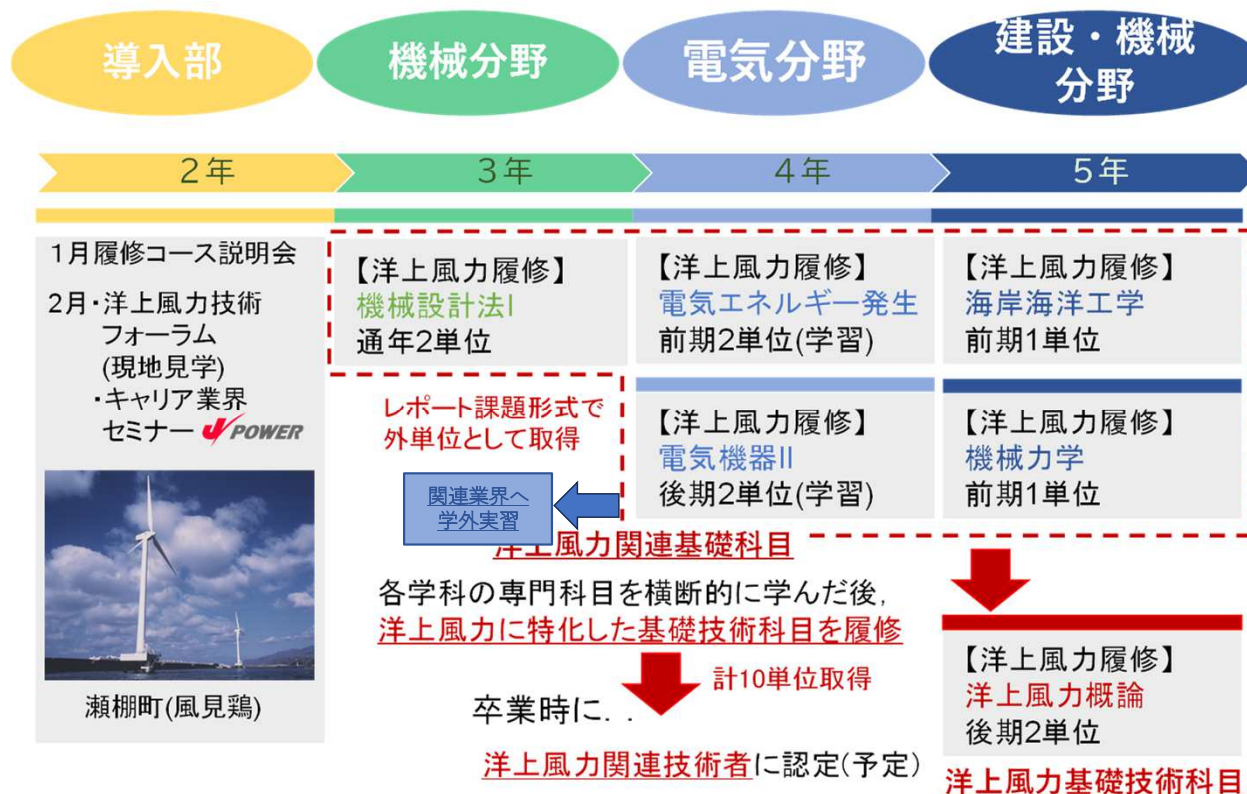 導入部
機械分野
電気分野
建設・機械
分野
2年
3年
4年
5年
1月履修コース説明会
2月・洋上風力技術
フォーラム
(現地見学)
・キャリア業界
セミナー J POWER
瀬棚町(風見鶏)
【洋上風力履修】
機械設計法I
通年2単位
レポート課題形式で
外単位として取得
関連業界へ
学外実習
【洋上風力履修】
電気エネルギー発生
前期2単位(学習)
【洋上風力履修】
電気機器II
後期2単位(学習)
【洋上風力履修】
海岸海洋工学
前期1単位
【洋上風力履修】
機械力学
前期1単位
洋上風力関連基礎科目
各学科の専門科目を横断的に学んだ後,
洋上風力に特化した基礎技術科目を履修
計10単位取得
卒業時に. .
洋上風力関連技術者に認定(予定)
【洋上風力履修】
洋上風力概論
後期2単位
洋上風力基礎技術科目